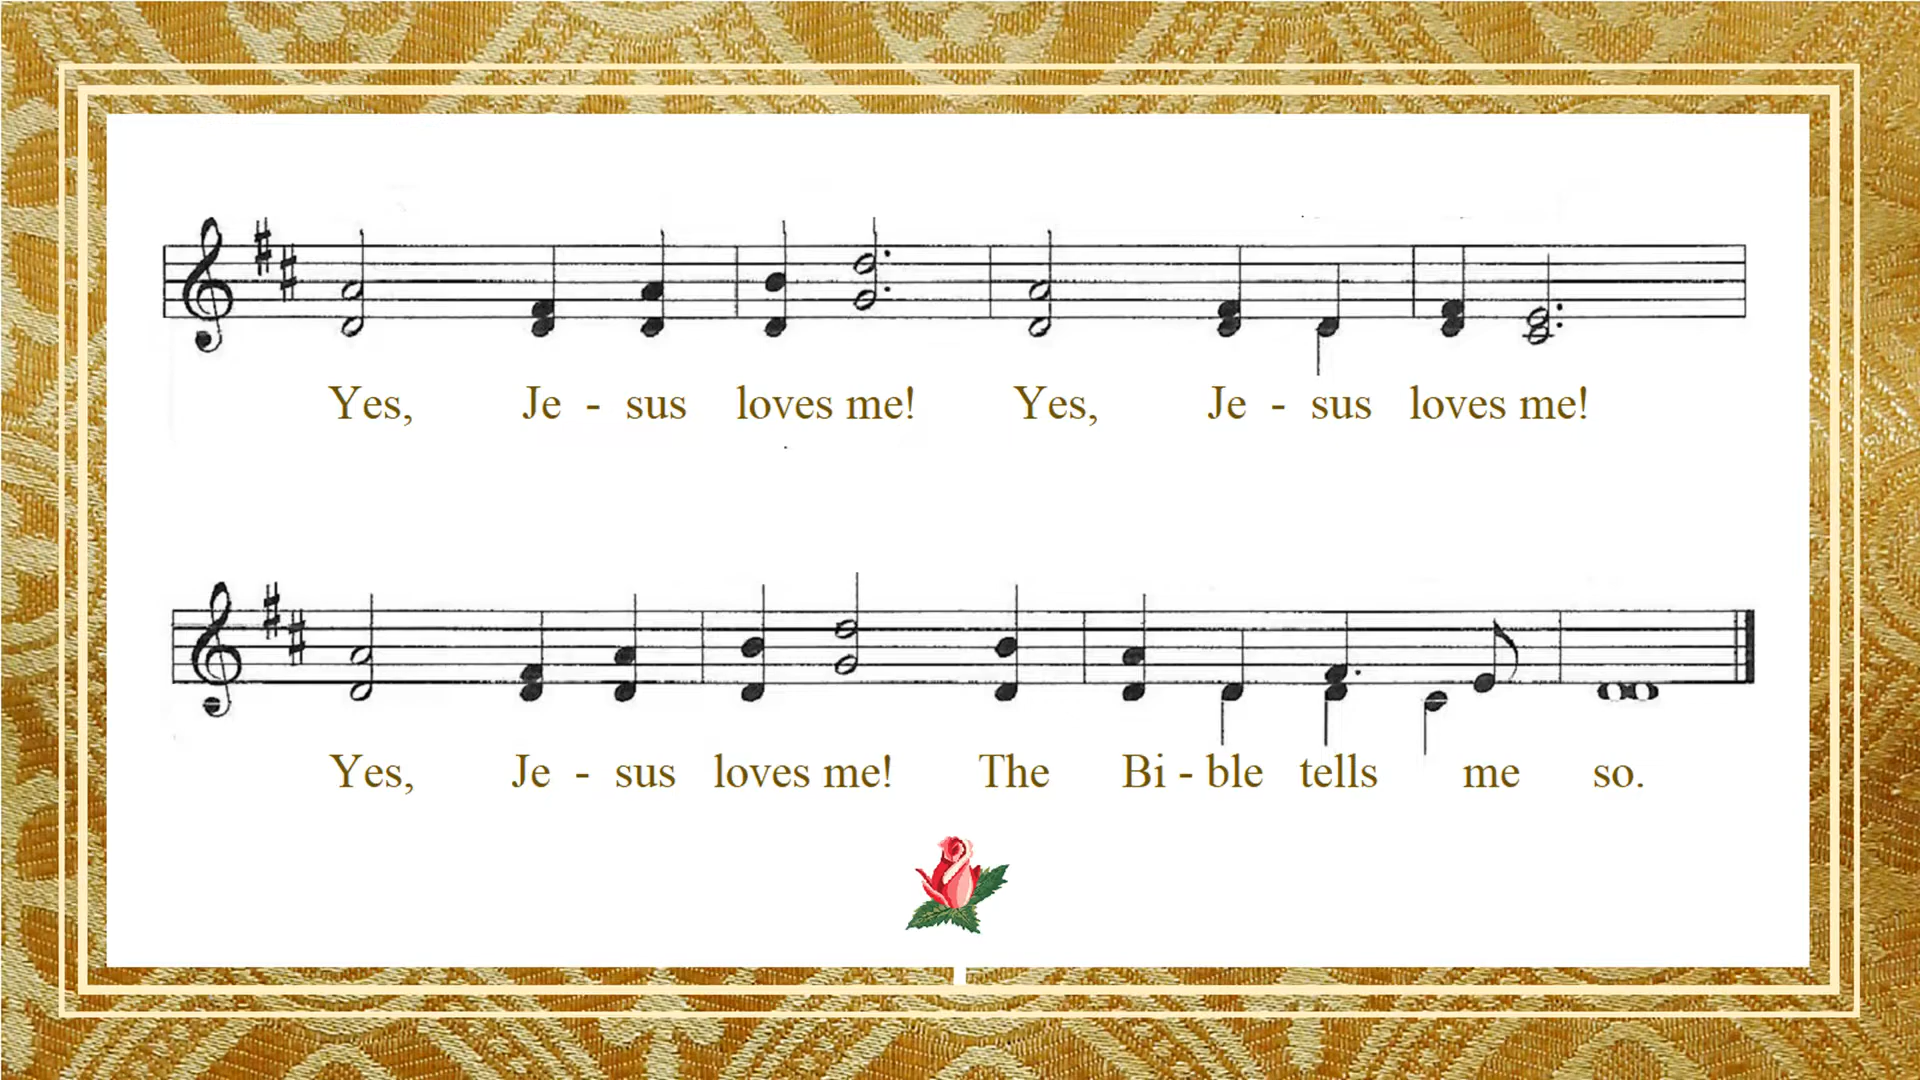 Yes, Je - sus loves me! Yes, Je - sus loves me!
Yes, Je - sus loves me! The Bi - ble tells me so.